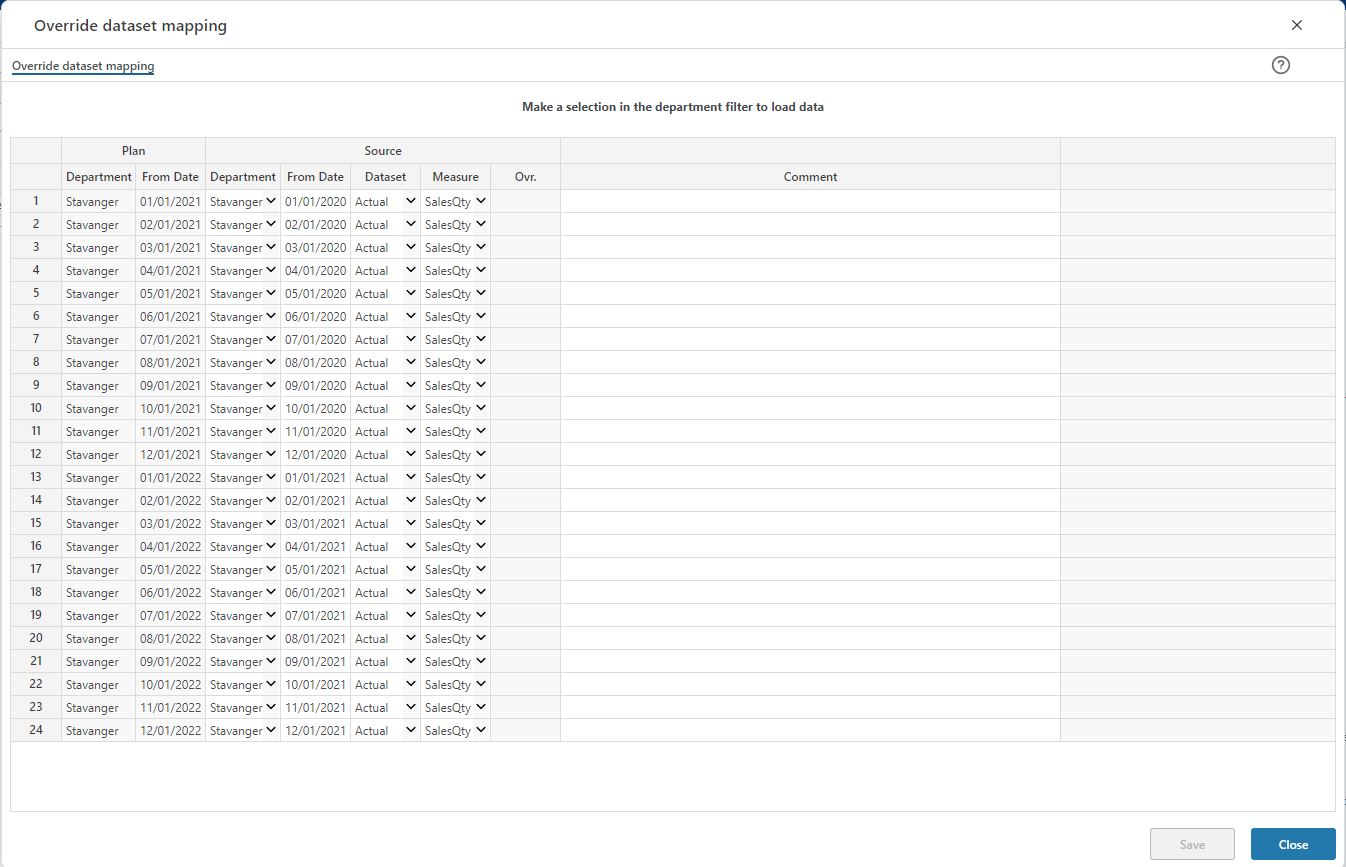 Override dataset mapping
Override dataset mapping
Make a selection in the department filter to load data
Plan Source
Department From Date Department From Date Dataset Measure Ovr. Comment
1 Stavanger 01/01/2021 Stavanger 01/01/2020 Actual SalesQty
2 Stavanger 02/01/2021 Stavanger 02/01/2020 Actual SalesQty
3 Stavanger 03/01/2021 Stavanger 03/01/2020 Actual SalesQty
4 Stavanger 04/01/2021 Stavanger 04/01/2020 Actual SalesQty
5 Stavanger 05/01/2021 Stavanger 05/01/2020 Actual SalesQty
6 Stavanger 06/01/2021 Stavanger 06/01/2020 Actual SalesQty
7 Stavanger 07/01/2021 Stavanger 07/01/2020 Actual SalesQty
8 Stavanger 08/01/2021 Stavanger 08/01/2020 Actual SalesQty
9 Stavanger 09/01/2021 Stavanger 09/01/2020 Actual SalesQty
10 Stavanger 10/01/2021 Stavanger 10/01/2020 Actual SalesQty
11 Stavanger 11/01/2021 Stavanger 11/01/2020 Actual SalesQty
12 Stavanger 12/01/2021 Stavanger 12/01/2020 Actual SalesQty
13 Stavanger 01/01/2022 Stavanger 01/01/2021 Actual SalesQty
14 Stavanger 02/01/2022 Stavanger 02/01/2021 Actual SalesQty
15 Stavanger 03/01/2022 Stavanger 03/01/2021 Actual SalesQty
16 Stavanger 04/01/2022 Stavanger 04/01/2021 Actual SalesQty
17 Stavanger 05/01/2022 Stavanger 05/01/2021 Actual SalesQty
18 Stavanger 06/01/2022 Stavanger 06/01/2021 Actual SalesQty
19 Stavanger 07/01/2022 Stavanger 07/01/2021 Actual SalesQty
20 Stavanger 08/01/2022 Stavanger 08/01/2021 Actual SalesQty
21 Stavanger 09/01/2022 Stavanger 09/01/2021 Actual SalesQty
22 Stavanger 10/01/2022 Stavanger 10/01/2021 Actual SalesQty
23 Stavanger 11/01/2022 Stavanger 11/01/2021 Actual SalesQty
24 Stavanger 12/01/2022 Stavanger 12/01/2021 Actual SalesQty
Save Close